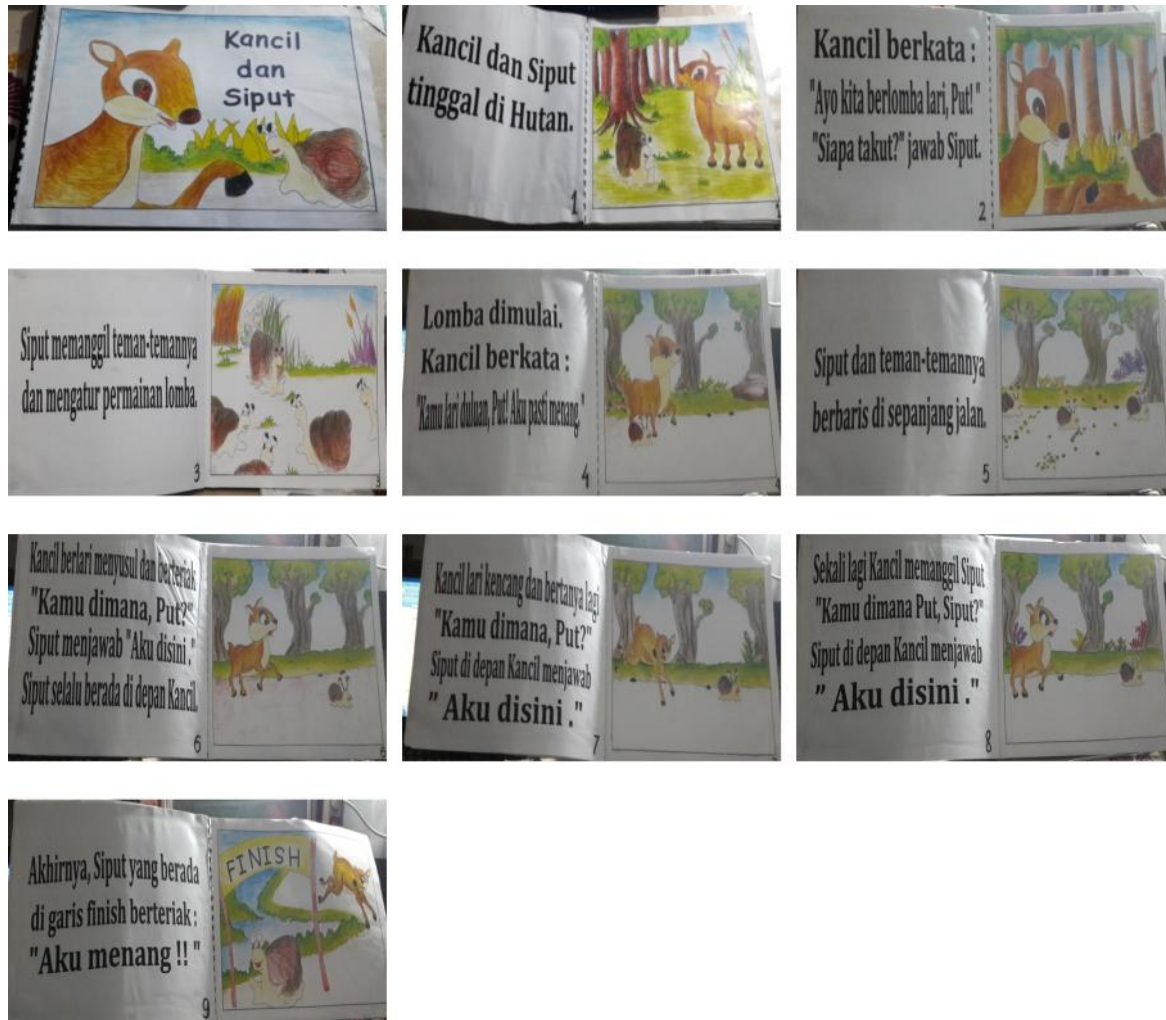 Kancil
dan
Siput
Kancil dan Siput
tinggal di Hutan.
1
Kancil berkata :
"Ayo kita berlomba lari, Put! "
"Siapa takut?" jawab Siput.
2
Siput memanggil teman-temannya
dan mengatur permainan lomba.
3
3
Lomba dimulai.
Kancil berkata :
"Kamu lari duluan, Put! Aku pasti menang."
4
4
Siput dan teman-temannya
berbaris di sepanjang jalan.
5
Kancil berlari menyusul dan berteriak
"Kamu dimana, Put?"
Siput menjawab "Aku disini ."
Siput selalu berada di depan Kancil.
6
6
Kancil lari kencang dan bertanya lagi
"Kamu dimana, Put?"
Siput di depan Kancil menjawab
" Aku disini ."
7
Sekali lagi Kancil memanggil Siput
"Kamu dimana Put, Siput?"
Siput di depan Kancil menjawab
" Aku disini ."
8
Akhirnya, Siput yang berada
di garis finish berteriak :
"Aku menang !! "
9
FINISH